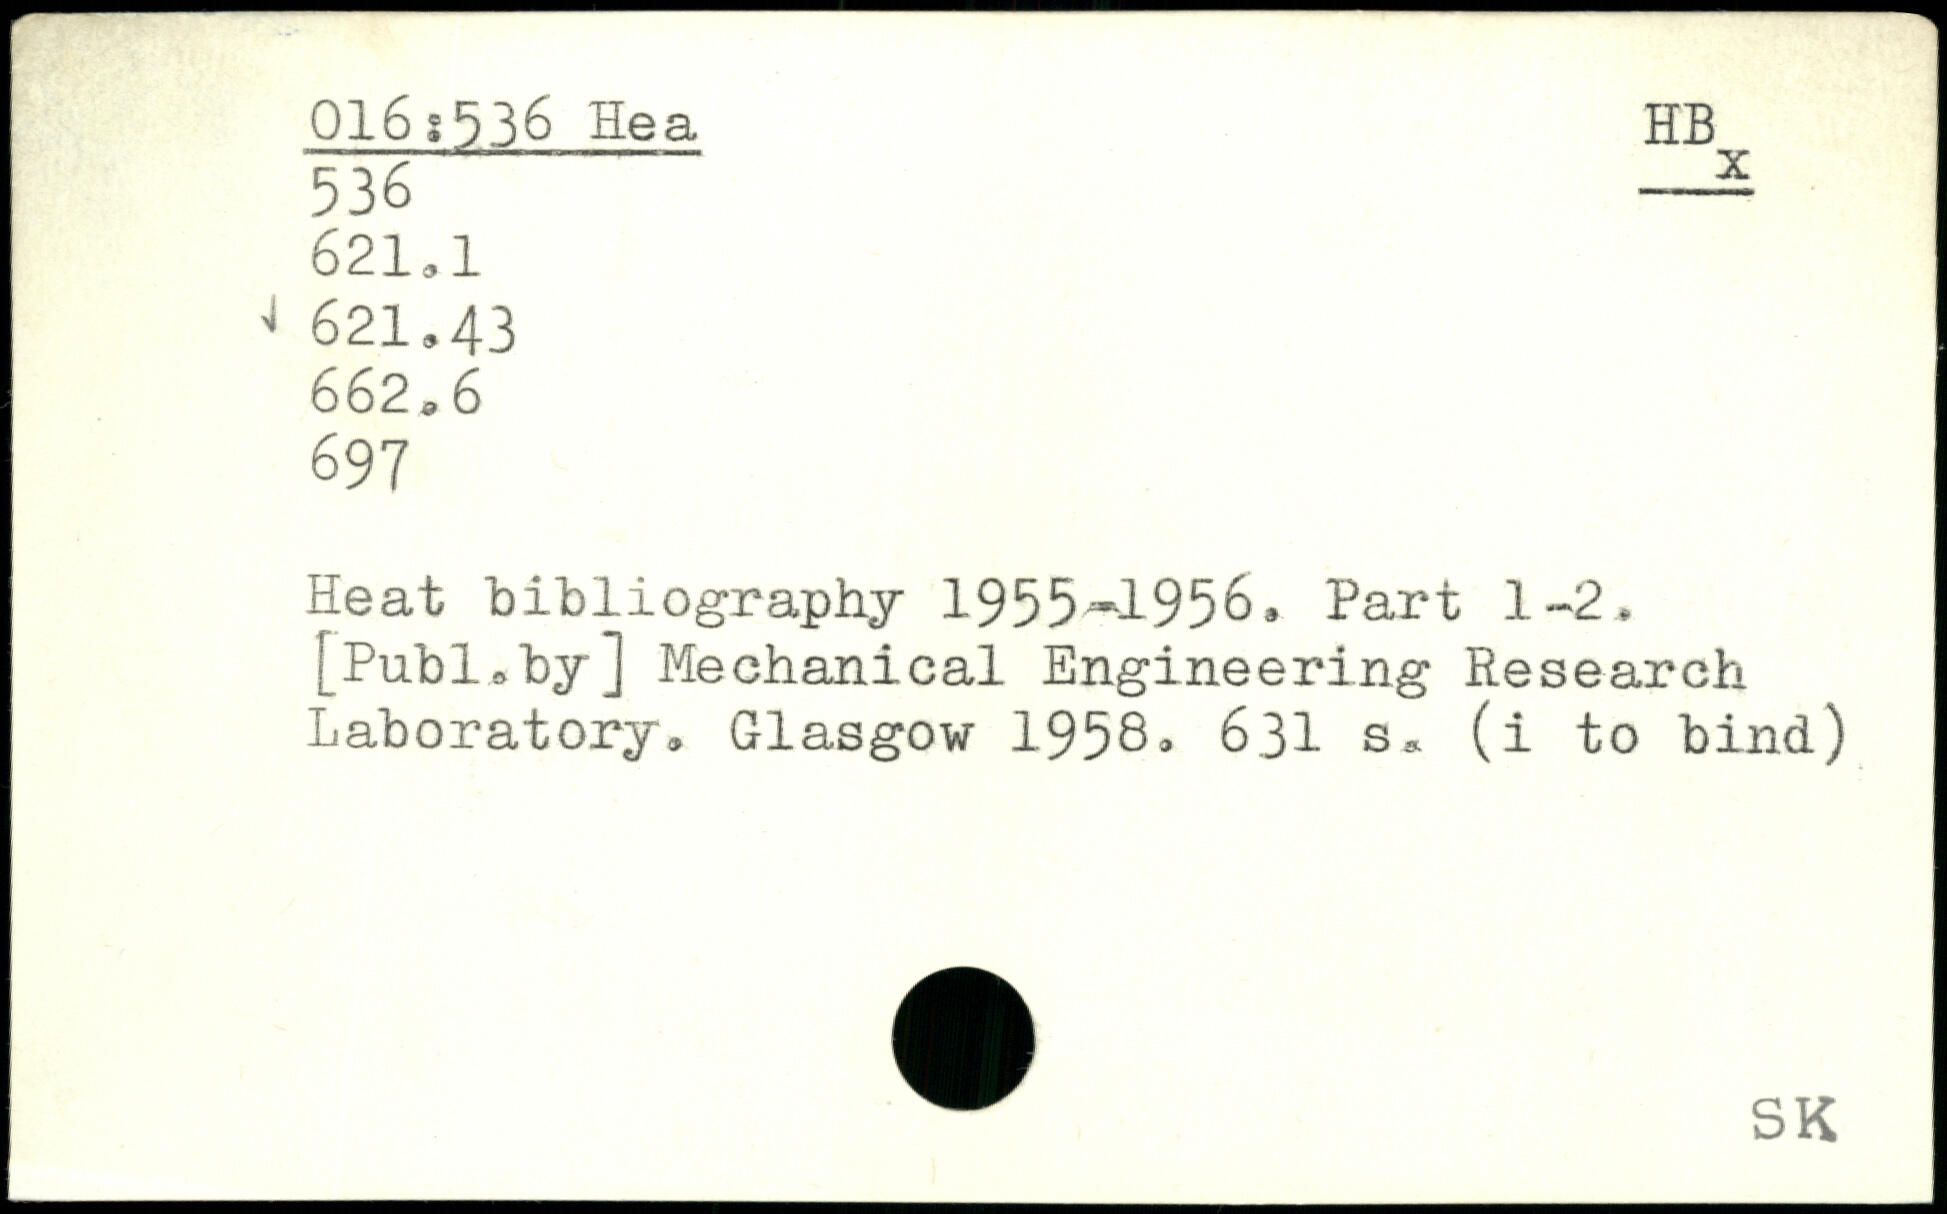 016:536 Hea
HB
x
536
621.1
✓ 621.43
662.6
697
Heat bibliography 1955-1956. Part 1-2.
[Publ.by] Mechanical Engineering Research
Laboratory. Glasgow 1958. 631 s. (i to bind)
SK